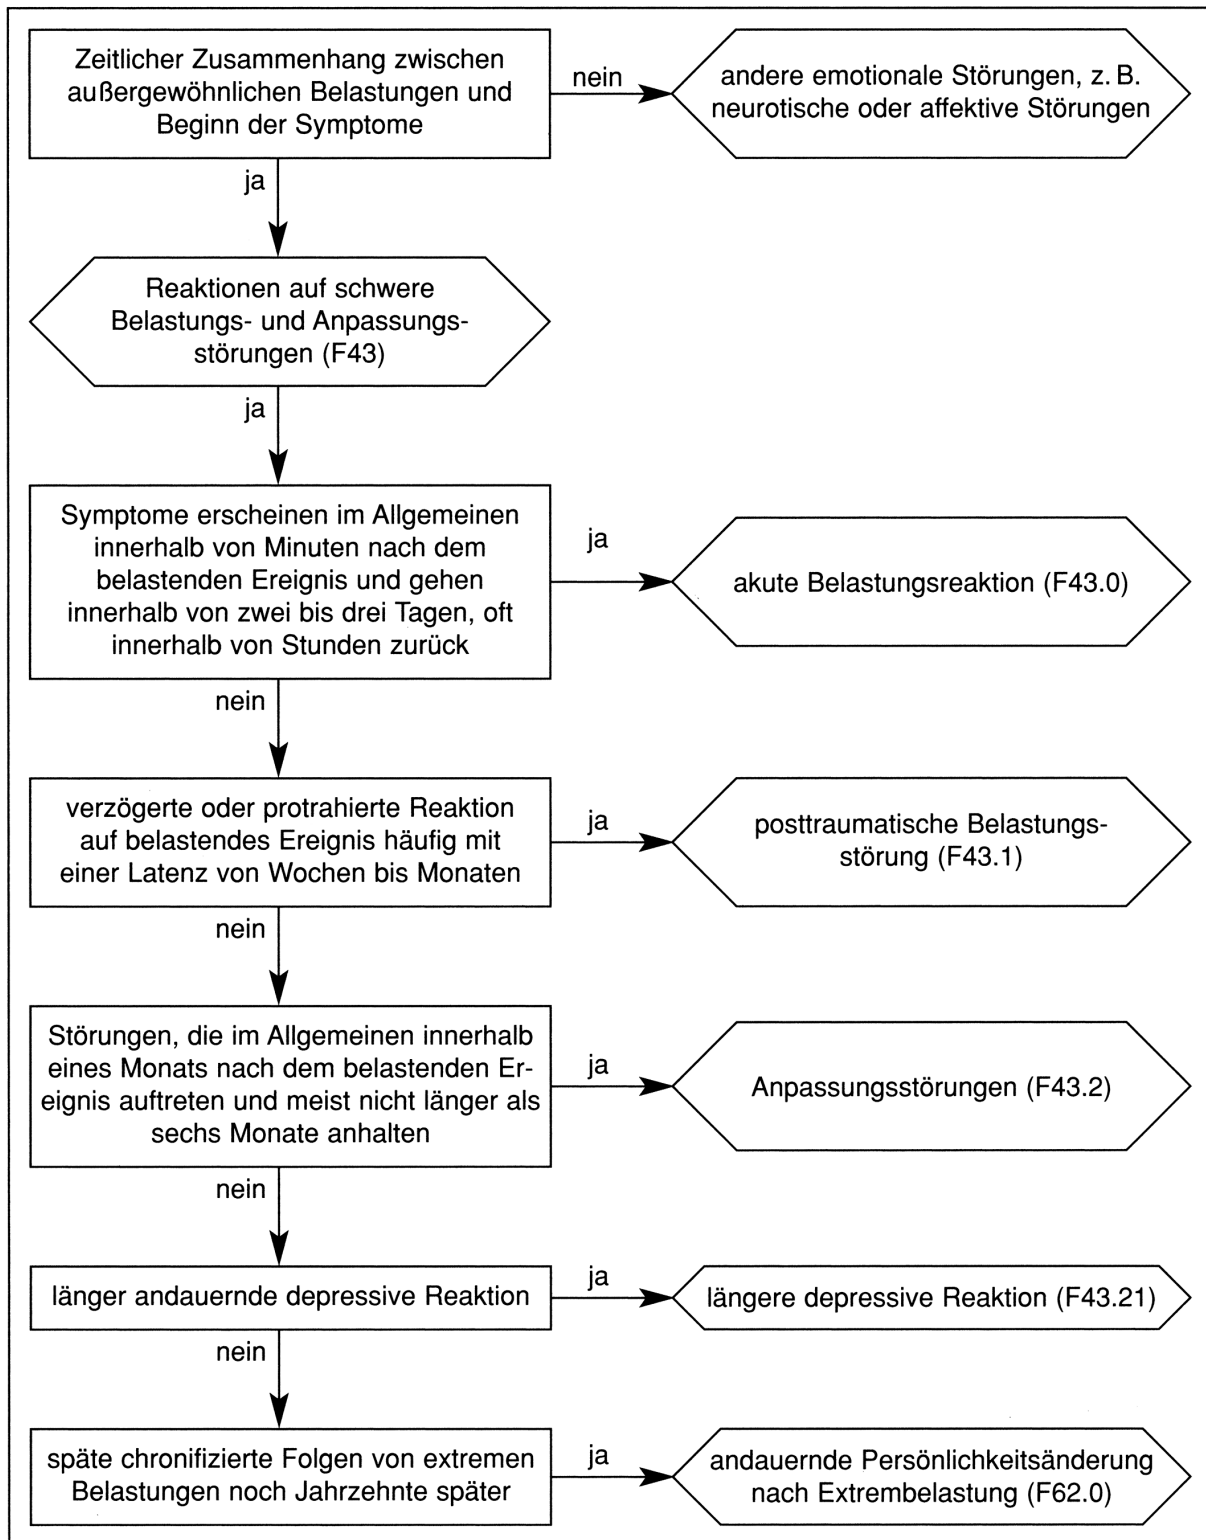 Zeitlicher Zusammenhang zwischen
außergewöhnlichen Belastungen und
Beginn der Symptome
nein
andere emotionale Störungen, z. B.
neurotische oder affektive Störungen
ja
Reaktionen auf schwere
Belastungs- und Anpassungs-
störungen (F43)
ja
Symptome erscheinen im Allgemeinen
innerhalb von Minuten nach dem
belastenden Ereignis und gehen
innerhalb von zwei bis drei Tagen, oft
innerhalb von Stunden zurück
ja
akute Belastungsreaktion (F43.0)
nein
verzögerte oder protrahierte Reaktion
auf belastendes Ereignis häufig mit
einer Latenz von Wochen bis Monaten
ja
posttraumatische Belastungs-
störung (F43.1)
nein
Störungen, die im Allgemeinen innerhalb
eines Monats nach dem belastenden Er-
eignis auftreten und meist nicht länger als
sechs Monate anhalten
ja
Anpassungsstörungen (F43.2)
nein
länger andauernde depressive Reaktion
ja
längere depressive Reaktion (F43.21)
nein
späte chronifizierte Folgen von extremen
Belastungen noch Jahrzehnte später
ja
andauernde Persönlichkeitsänderung
nach Extrembelastung (F62.0)